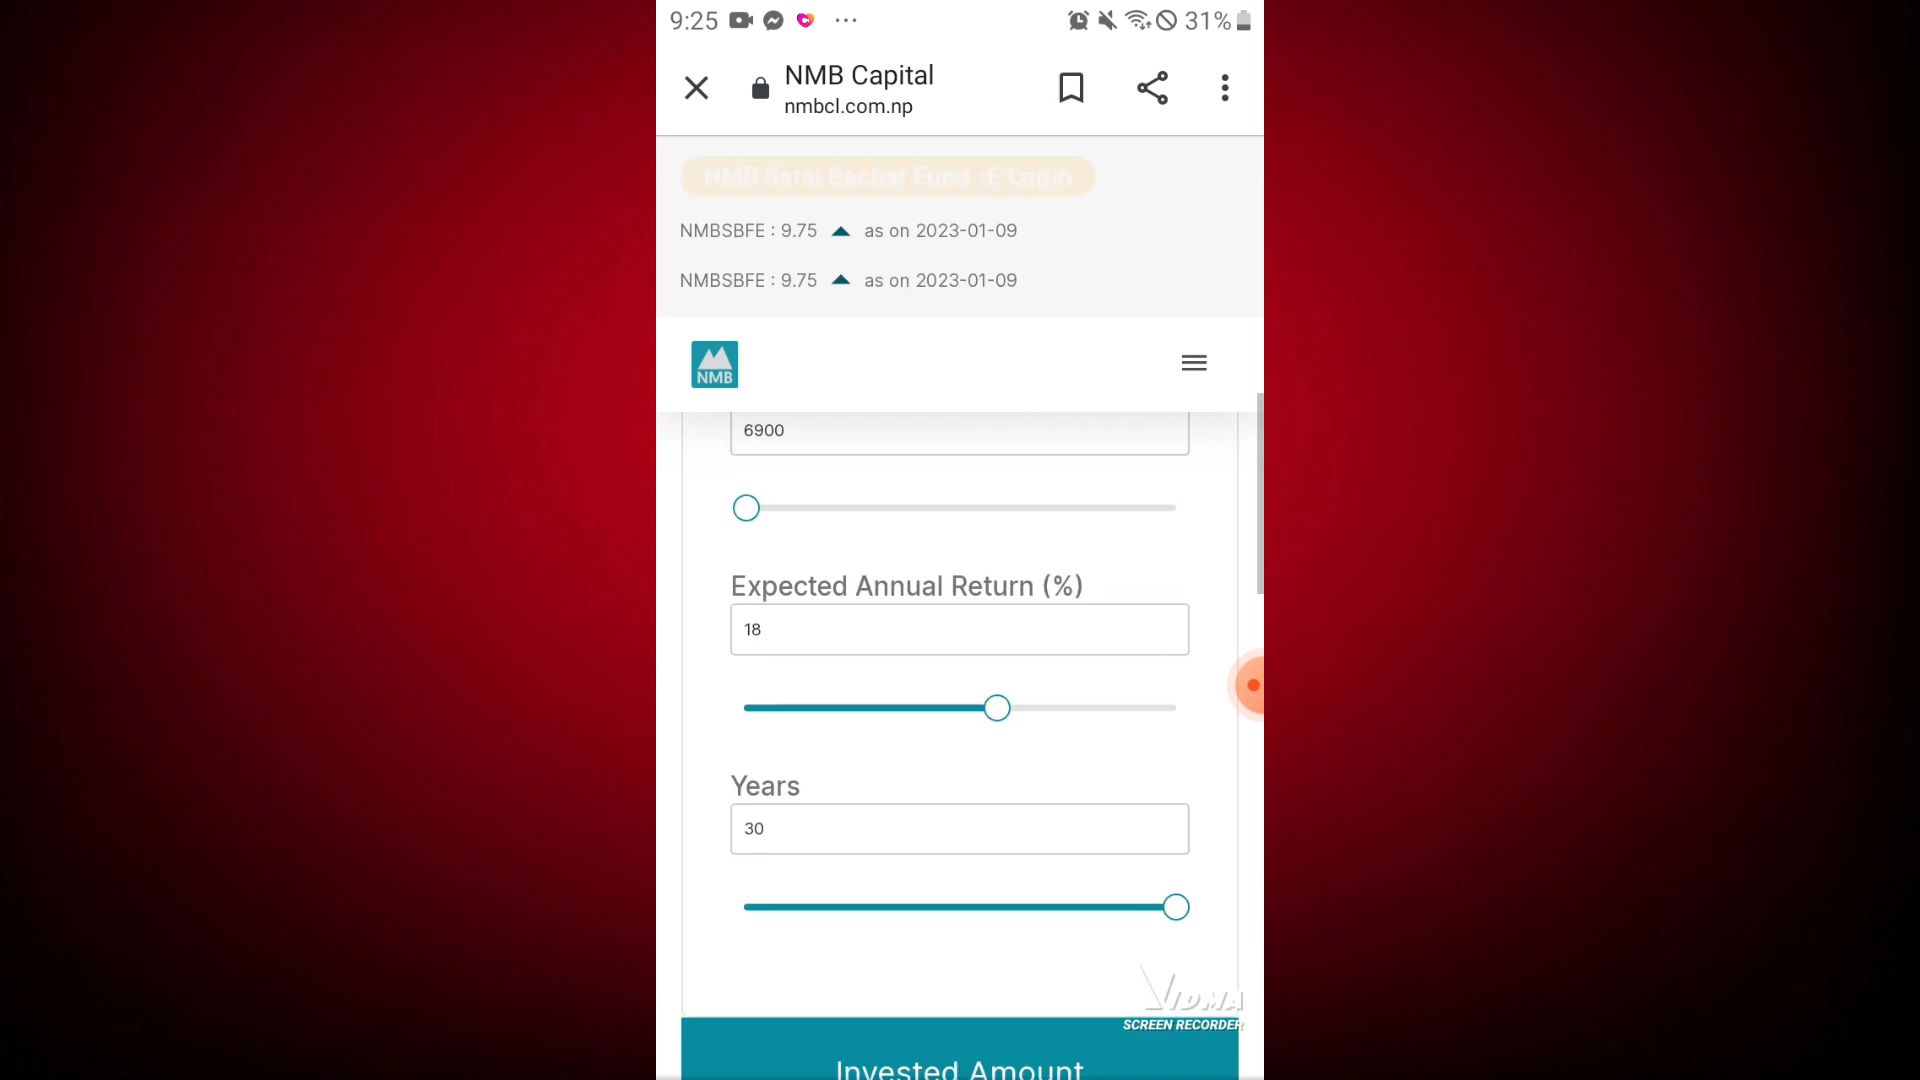 9:25 31%
NMB Capital
nmbcl.com.np
NMB Saral Bachat Fund -E Login
NMBSBFE : 9.75 as on 2023-01-09
NMBSBFE : 9.75 as on 2023-01-09
NMB
6900
Expected Annual Return (%)
18
Years
30
VIDMA
SCREEN RECORDER
Invested Amount